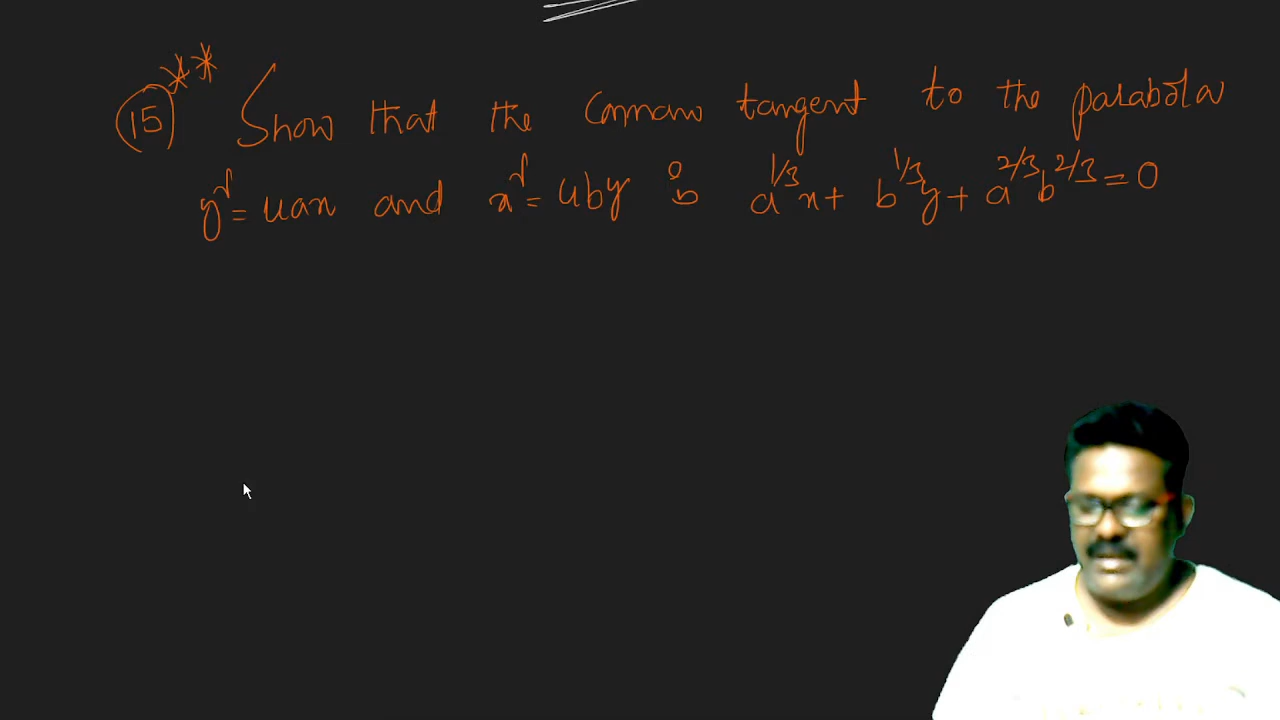 15 ** Show that the common tangent to the parabola
y² = 4ax and x² = 4by is a^1/3 x + b^1/3 y + a^2/3 b^2/3 = 0